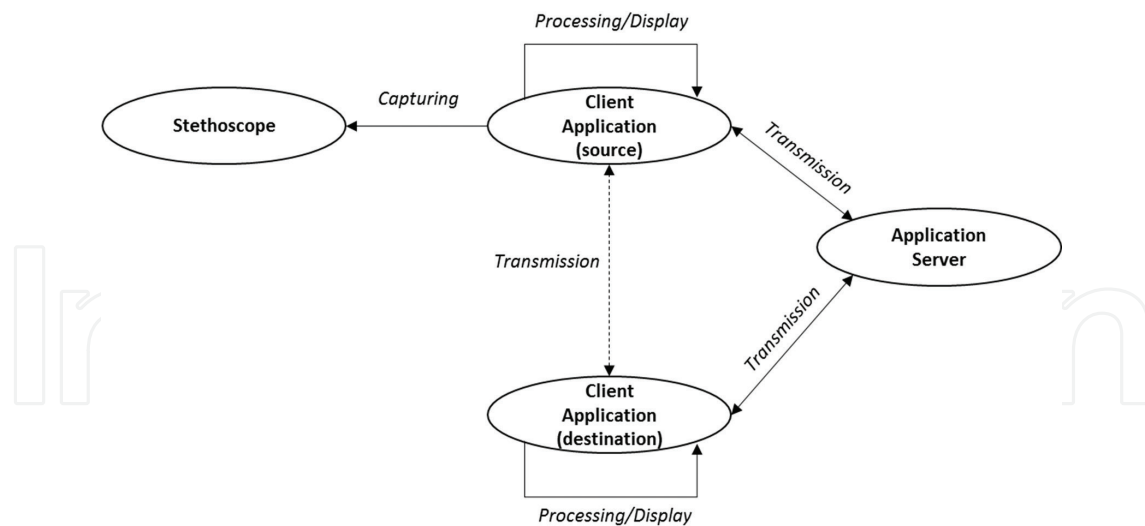 Processing/Display
Capturing
Stethoscope
Client
Application
(source)
Transmission
Transmission
Application
Server
Transmission
Client
Application
(destination)
Processing/Display